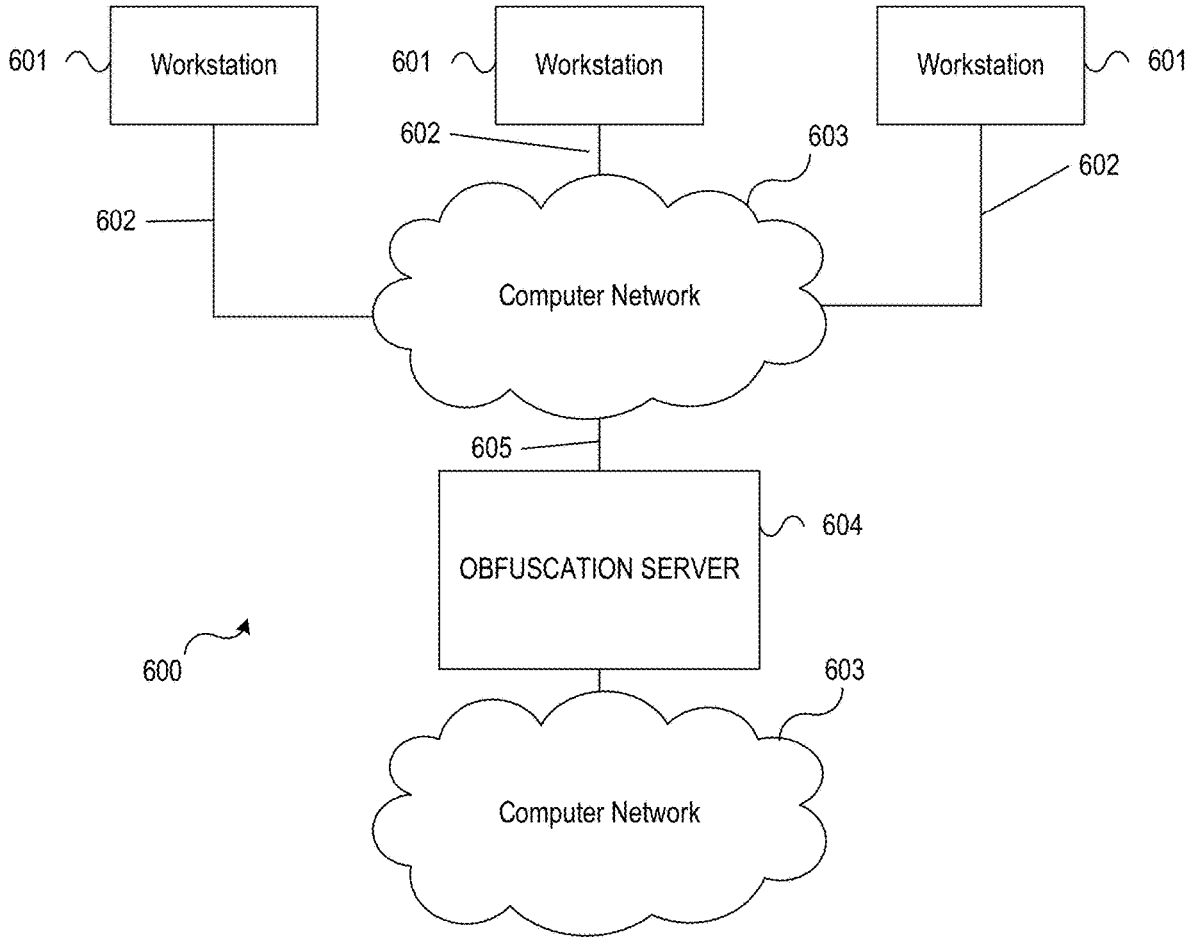 601
Workstation
601
Workstation
Workstation
601
602
603
602
602
Computer Network
605
604
OBFUSCATION SERVER
600
603
Computer Network